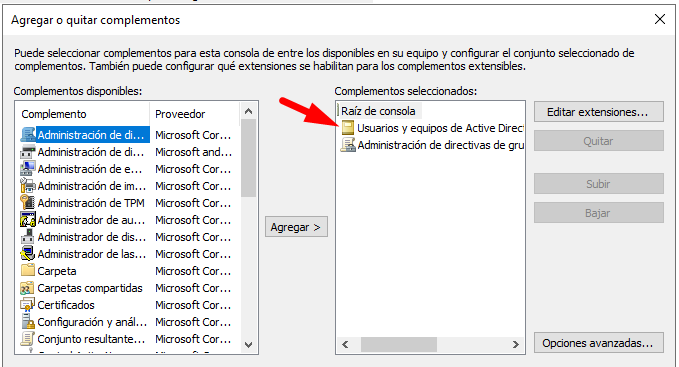 Agregar o quitar complementos
Puede seleccionar complementos para esta consola de entre los disponibles en su equipo y configurar el conjunto seleccionado de
complementos. También puede configurar qué extensiones se habilitan para los complementos extensibles.
Complementos disponibles:
Complemento Proveedor
Administración de di... Microsoft Cor...
Administración de di... Microsoft and...
Administración de e... Microsoft Cor...
Administración de im... Microsoft Cor...
Administración de TPM Microsoft Cor...
Administrador de au... Microsoft Cor...
Administrador de dis... Microsoft Cor...
Administrador de las... Microsoft Cor...
Carpeta Microsoft Cor...
Carpetas compartidas Microsoft Cor...
Certificados Microsoft Cor...
Configuración y anál... Microsoft Cor...
Conjunto resultante... Microsoft Cor...
Agregar >
Complementos seleccionados:
Raíz de consola
Usuarios y equipos de Active Direct
Administración de directivas de gru
Editar extensiones...
Quitar
Subir
Bajar
Opciones avanzadas...